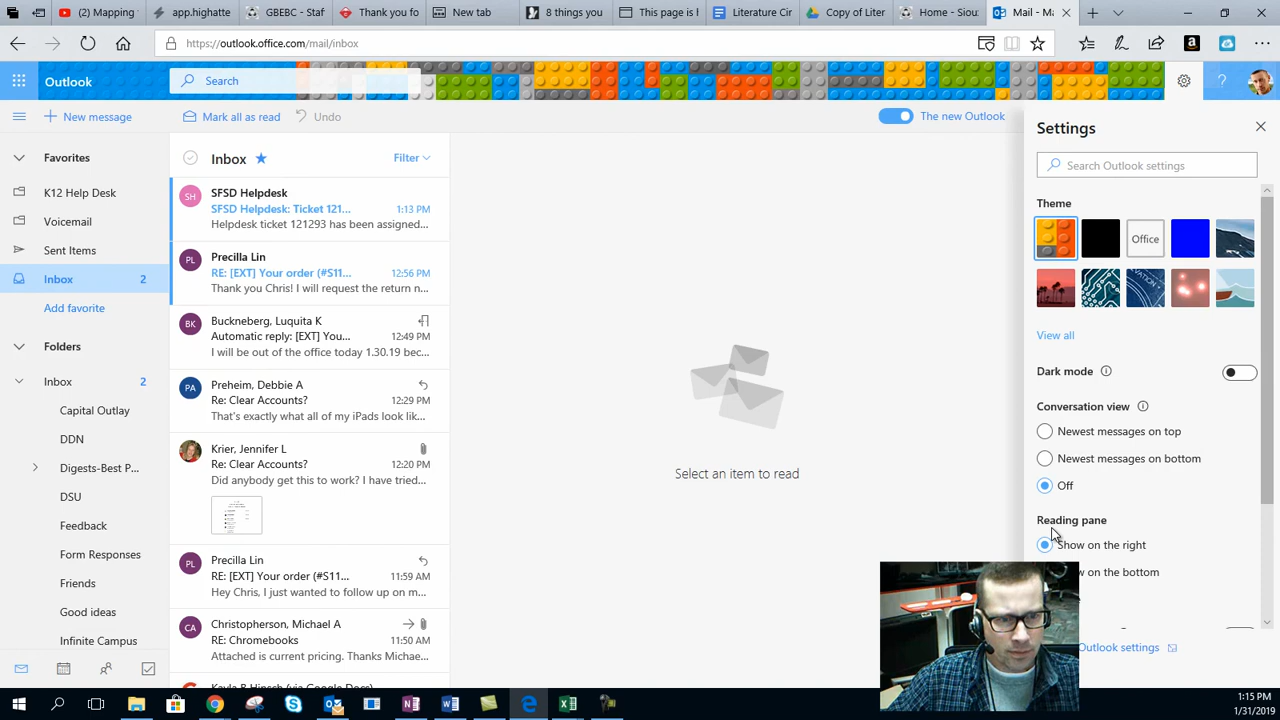 (2) Mapping
app.highatte
GBEBC - Staf
Thank you fo
New tab
8 things you
This page is l
Literature Cir
Copy of Liter
Home - Siou
Mail - Ma
https://outlook.office.com/mail/inbox
Outlook
Search
New message
Mark all as read
Undo
The new Outlook
Favorites
K12 Help Desk
Voicemail
Sent Items
Inbox 2
Add favorite
Folders
Inbox 2
Capital Outlay
DDN
Digests-Best P...
DSU
Feedback
Form Responses
Friends
Good ideas
Infinite Campus
Inbox
Filter
SH
SFSD Helpdesk
SFSD Helpdesk: Ticket 121... 1:13 PM
Helpdesk ticket 121293 has been assigned...
PL
Precilla Lin
RE: [EXT] Your order (#S11... 12:56 PM
Thank you Chris! I will request the return n...
BK
Buckneberg, Luquita K
Automatic reply: [EXT] You... 12:49 PM
I will be out of the office today 1.30.19 bec...
PA
Preheim, Debbie A
Re: Clear Accounts? 12:29 PM
That's exactly what all of my iPads look lik...
Krier, Jennifer L
Re: Clear Accounts? 12:20 PM
Did anybody get this to work? I have tried...
PL
Precilla Lin
RE: [EXT] Your order (#S11... 11:59 AM
Hey Chris, I just wanted to follow up on m...
CA
Christopherson, Michael A
RE: Chromebooks 11:50 AM
Attached is current pricing. Thanks Michae...
Kayla B Hinsch (via Google Docs)
Select an item to read
Settings
Search Outlook settings
Theme
Office
View all
Dark mode
Conversation view
Newest messages on top
Newest messages on bottom
Off
Reading pane
Show on the right
on the bottom
Outlook settings
1:15 PM
1/31/2019